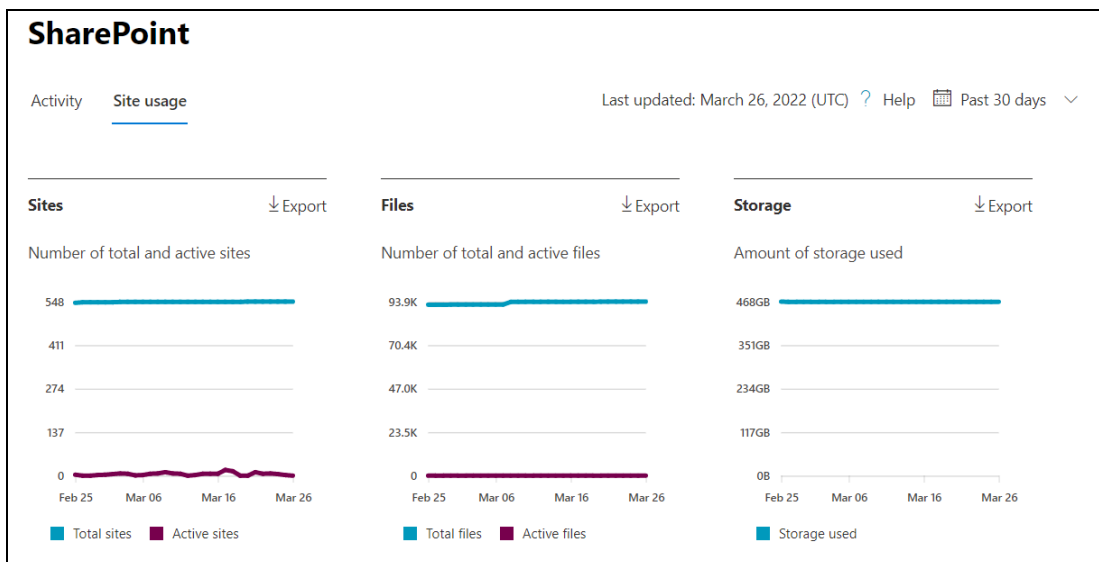 SharePoint
Activity Site usage Last updated: March 26, 2022 (UTC) ? Help Past 30 days
Sites Export
Number of total and active sites
548
411
274
137
0
Feb 25 Mar 06 Mar 16 Mar 26
Total sites Active sites
Files Export
Number of total and active files
93.9K
70.4K
47.0K
23.5K
0
Feb 25 Mar 06 Mar 16 Mar 26
Total files Active files
Storage Export
Amount of storage used
468GB
351GB
234GB
117GB
0B
Feb 25 Mar 06 Mar 16 Mar 26
Storage used